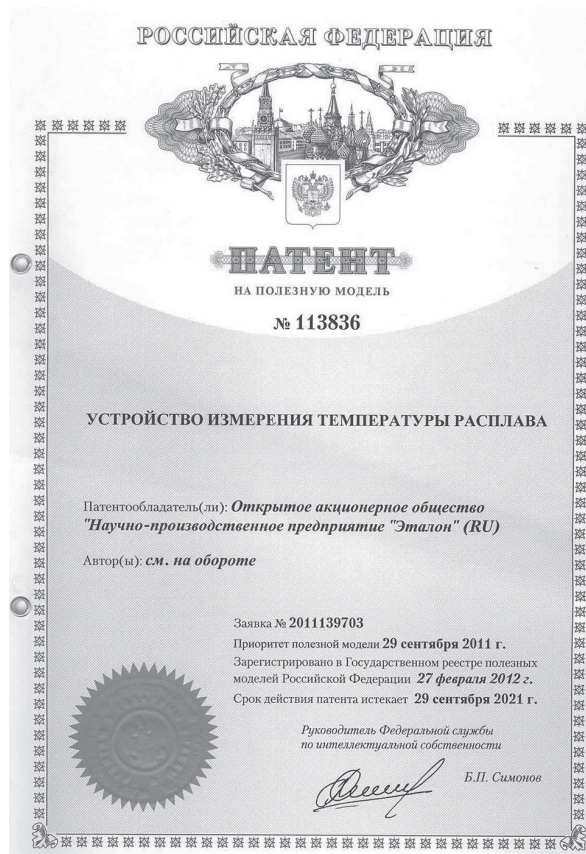 РОССИЙСКАЯ ФЕДЕРАЦИЯ
ПАТЕНТ
НА ПОЛЕЗНУЮ МОДЕЛЬ
№ 113836
УСТРОЙСТВО ИЗМЕРЕНИЯ ТЕМПЕРАТУРЫ РАСПЛАВА
Патентообладатель(ли): Открытое акционерное общество
"Научно-производственное предприятие "Эталон" (RU)
Автор(ы): см. на обороте
Заявка № 2011139703
Приоритет полезной модели 29 сентября 2011 г.
Зарегистрировано в Государственном реестре полезных
моделей Российской Федерации 27 февраля 2012 г.
Срок действия патента истекает 29 сентября 2021 г.
Руководитель Федеральной службы
по интеллектуальной собственности
Б.П. Симонов